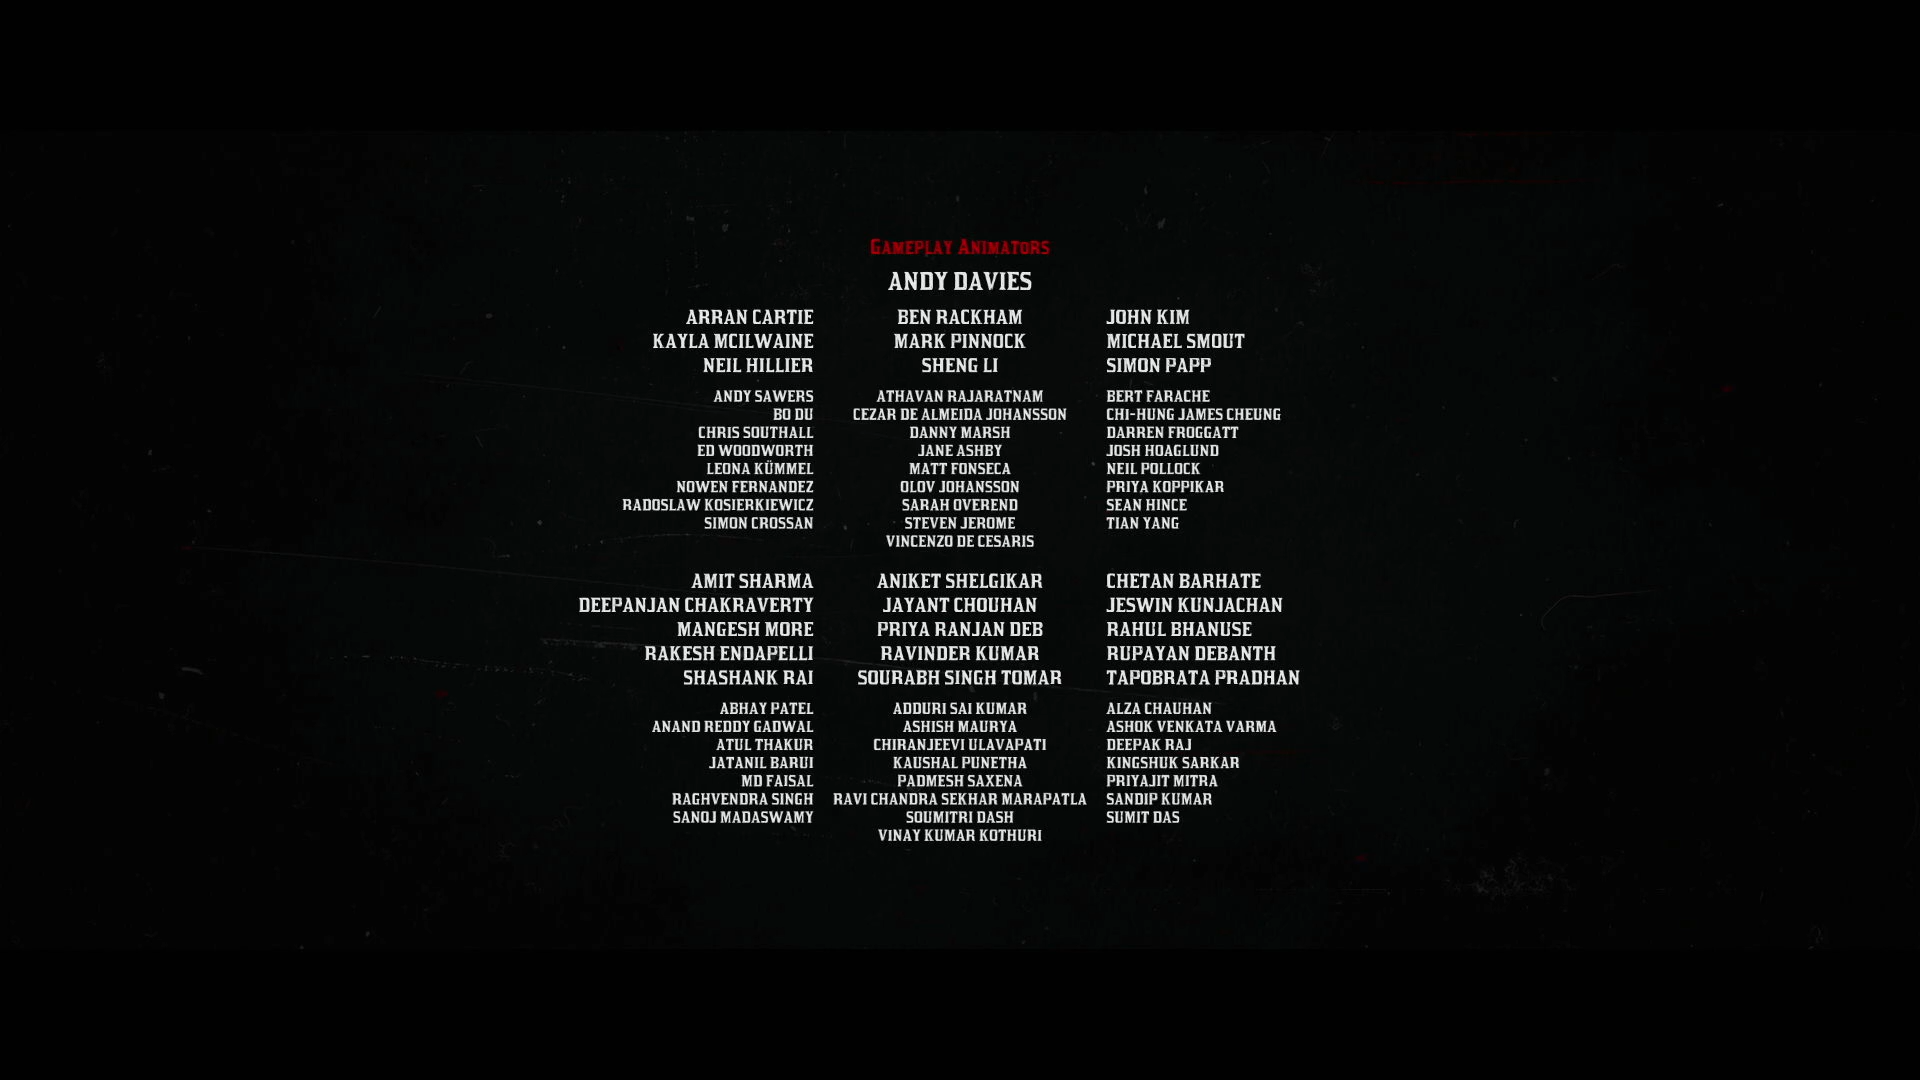 Gameplay Animators
ANDY DAVIES
ARRAN CARTIE BEN RACKHAM JOHN KIM
KAYLA MCILWAINE MARK PINNOCK MICHAEL SMOUT
NEIL HILLIER SHENG LI SIMON PAPP
ANDY SAWERS ATHAVAN RAJARATNAM BERT FARACHE
BO DU CEZAR DE ALMEIDA JOHANSSON CHI-HUNG JAMES CHEUNG
CHRIS SOUTHALL DANNY MARSH DARREN FROGGATT
ED WOODWORTH JANE ASHBY JOSH HOAGLUND
LEONA KÜMMEL MATT FONSECA NEIL POLLOCK
NOWEN FERNANDEZ OLOV JOHANSSON PRIYA KOPPIKAR
RADOSLAW KOSIERKIEWICZ SARAH OVEREND SEAN HINCE
SIMON CROSSAN STEVEN JEROME TIAN YANG
VINCENZO DE CESARIS
AMIT SHARMA ANIKET SHELGIKAR CHETAN BARHATE
DEEPANJAN CHAKRAVERTY JAYANT CHOUHAN JESWIN KUNJACHAN
MANGESH MORE PRIYA RANJAN DEB RAHUL BHANUSE
RAKESH ENDAPELLI RAVINDER KUMAR RUPAYAN DEBANTH
SHASHANK RAI SOURABH SINGH TOMAR TAPOBRATA PRADHAN
ABHAY PATEL ADDURI SAI KUMAR ALZA CHAUHAN
ANAND REDDY GADWAL ASHISH MAURYA ASHOK VENKATA VARMA
ATUL THAKUR CHIRANJEEVI ULAVAPATI DEEPAK RAJ
JATANIL BARUI KAUSHAL PUNETHA KINGSHUK SARKAR
MD FAISAL PADMESH SAXENA PRIYAJIT MITRA
RAGHVENDRA SINGH RAVI CHANDRA SEKHAR MARAPATLA SANDIP KUMAR
SANOJ MADASWAMY SOUMITRI DASH SUMIT DAS
VINAY KUMAR KOTHURI